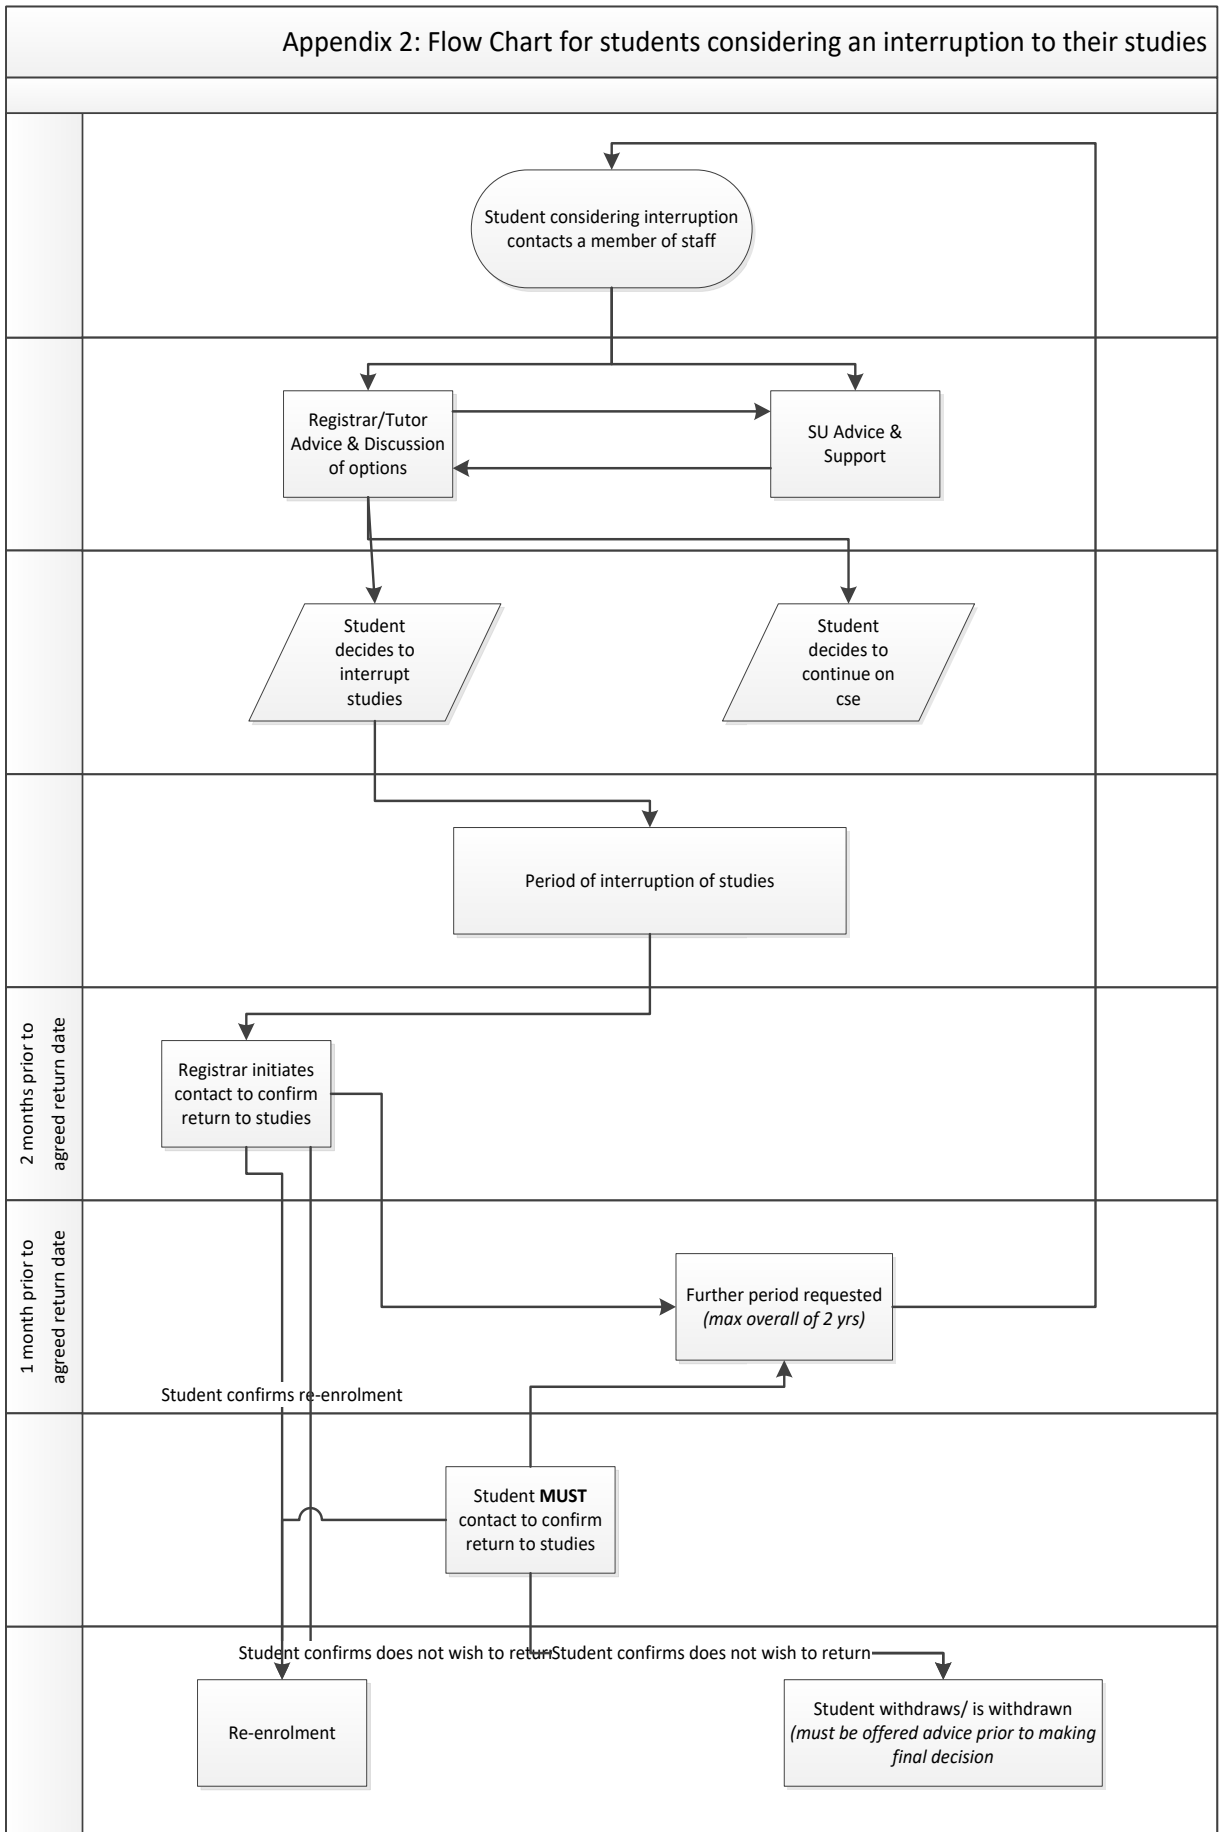 Appendix 2: Flow Chart for students considering an interruption to their studies
Student considering interruption
contacts a member of staff
Registrar/Tutor
Advice & Discussion
of options
SU Advice &
Support
Student
decides to
interrupt
studies
Student
decides to
continue on
cse
Period of interruption of studies
2 months prior to
agreed return date
Registrar initiates
contact to confirm
return to studies
1 month prior to
agreed return date
Further period requested
(max overall of 2 yrs)
Student confirms re-enrolment
Student MUST
contact to confirm
return to studies
Student confirms does not wish to return
Student confirms does not wish to return
Re-enrolment
Student withdraws/ is withdrawn
(must be offered advice prior to making
final decision